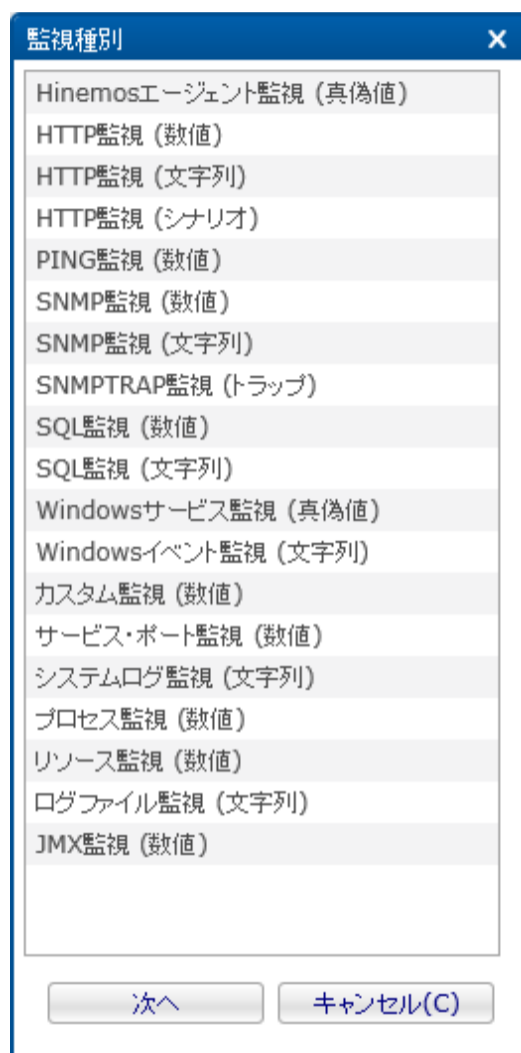 監視種別
Hinemosエージェント監視 (真偽値)
HTTP監視 (数値)
HTTP監視 (文字列)
HTTP監視 (シナリオ)
PING監視 (数値)
SNMP監視 (数値)
SNMP監視 (文字列)
SNMPTRAP監視 (トラップ)
SQL監視 (数値)
SQL監視 (文字列)
Windowsサービス監視 (真偽値)
Windowsイベント監視 (文字列)
カスタム監視 (数値)
サービス・ポート監視 (数値)
システムログ監視 (文字列)
プロセス監視 (数値)
リソース監視 (数値)
ログファイル監視 (文字列)
JMX監視 (数値)
次へ キャンセル(C)